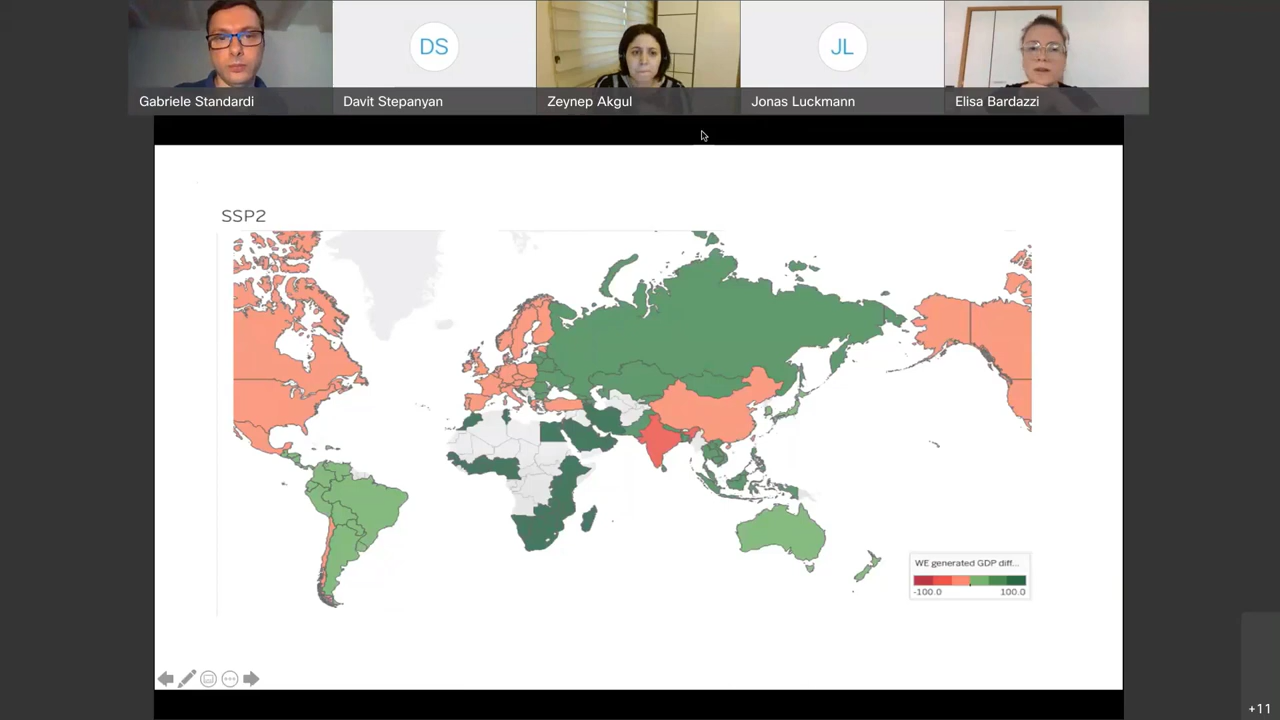 DS
JL
Gabriele Standardi
Davit Stepanyan
Zeynep Akgul
Jonas Luckmann
Elisa Bardazzi
SSP2
WE generated GDP diff...
-100.0
100.0
+11